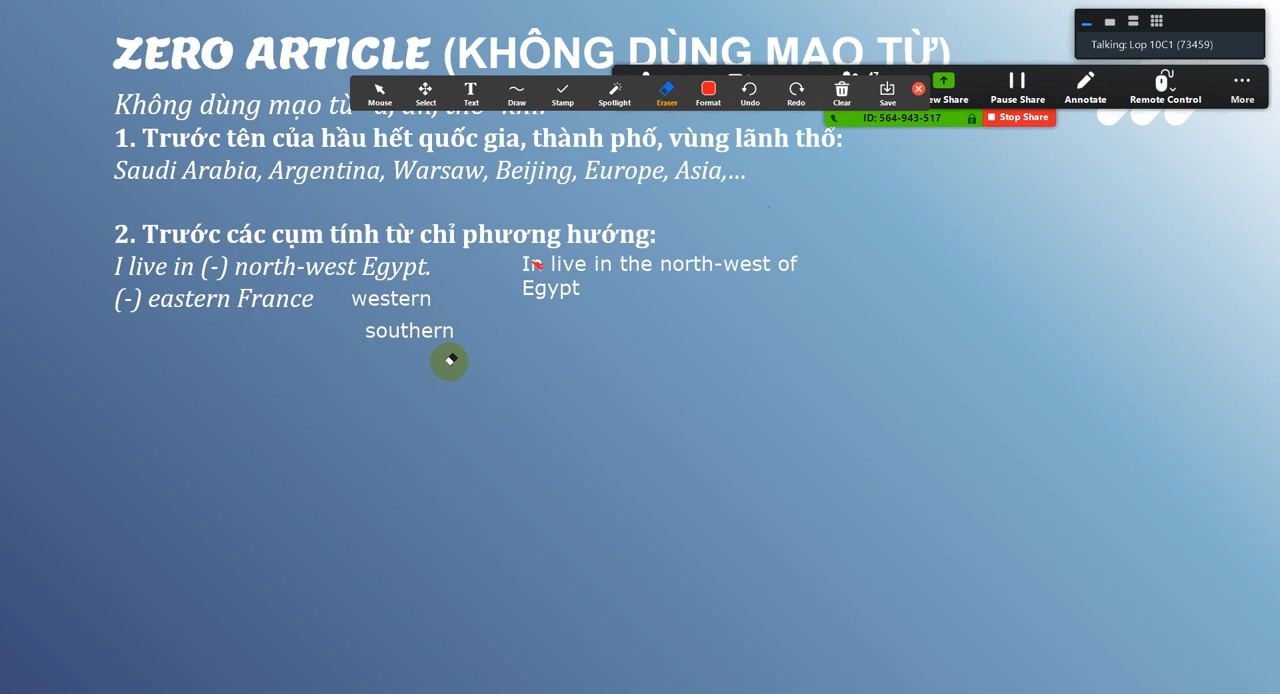 ZERO ARTICLE (KHÔNG DÙNG MẠO TỪ)
Talking: Lop 10C1 (73459)
Mouse Select Text Draw Stamp Spotlight Eraser Format Undo Redo Clear Save
ew Share Pause Share Annotate Remote Control More
Không dùng mạo từ
ID: 564-943-517 Stop Share
1. Trước tên của hầu hết quốc gia, thành phố, vùng lãnh thổ:
Saudi Arabia, Argentina, Warsaw, Beijing, Europe, Asia,...
2. Trước các cụm tính từ chỉ phương hướng:
I live in (-) north-west Egypt.
In live in the north-west of
Egypt
(-) eastern France
western
southern